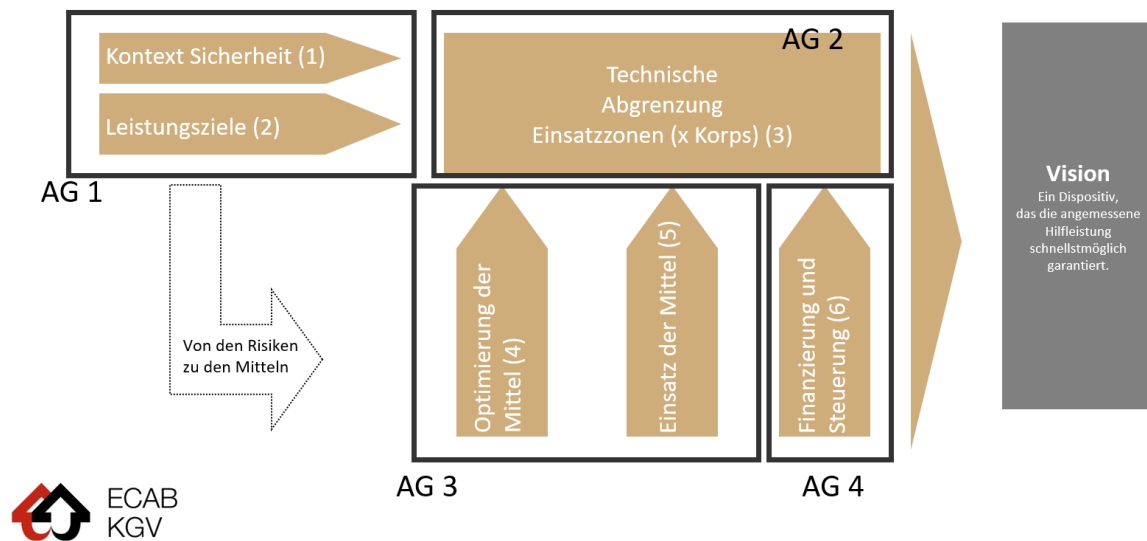 Kontext Sicherheit (1)
Leistungsziele (2)
AG 1
AG 2
Technische
Abgrenzung
Einsatzzonen (x Korps) (3)
Von den Risiken
zu den Mitteln
Optimierung der
Mittel (4)
Einsatz der Mittel (5)
AG 3
Finanzierung und
Steuerung (6)
AG 4
Vision
Ein Dispositiv,
das die angemessene
Hilfleistung
schnellstmöglich
garantiert.
ECAB
KGV